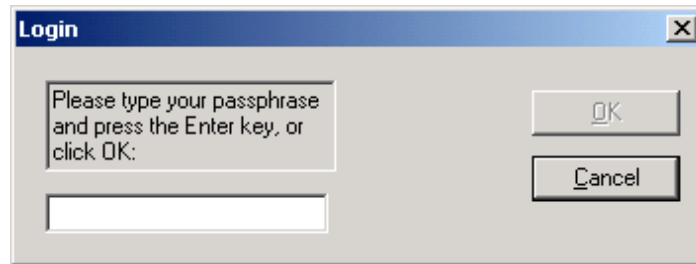 Login
Please type your passphrase
and press the Enter key, or
click OK:
OK
Cancel